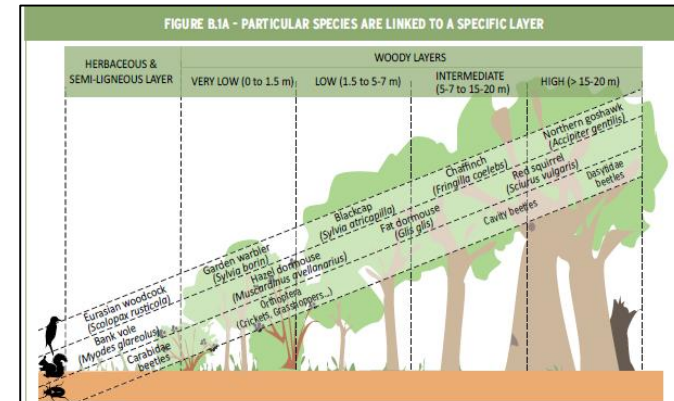 FIGURE B.1A - PARTICULAR SPECIES ARE LINKED TO A SPECIFIC LAYER
HERBACEOUS &
SEMI-LIGNEOUS LAYER
WOODY LAYERS
VERY LOW (0 to 1.5 m)
LOW (1.5 to 5-7 m)
INTERMEDIATE
(5-7 to 15-20 m)
HIGH (> 15-20 m)
Eurasian woodcock
(Scolopax rusticola)
Garden warbler
(Sylvia borin)
Blackcap
(Sylvia atricapilla)
Chaffinch
(Fringilla coelebs)
Northern goshawk
(Accipiter gentilis)
Bank vole
(Myodes glareolus)
Hazel dormouse
(Muscardinus avellanarius)
Fat dormouse
(Glis glis)
Red squirrel
(Sciurus vulgaris)
Carabidae
beetles
Orthoptera
(Crickets, Grasshoppers...)
Cavity beetles
Dasytidae
beetles